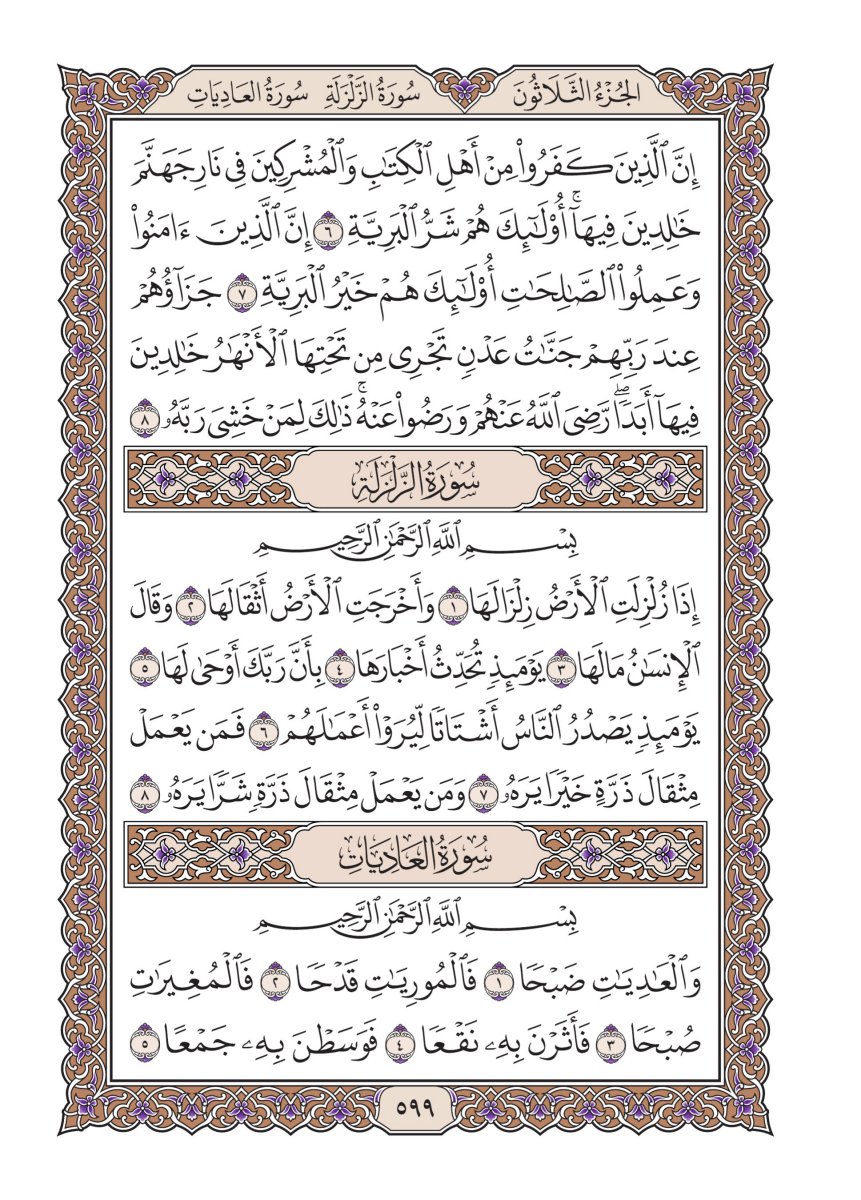 الجُزْءُ الثَّلَاثُونَ سُورَةُ الزَّلْزَلَةِ سُورَةُ العَادِيَاتِ
إِنَّ ٱلَّذِينَ كَفَرُوا۟ مِنْ أَهْلِ ٱلْكِتَٰبِ وَٱلْمُشْرِكِينَ فِى نَارِ جَهَنَّمَ
خَٰلِدِينَ فِيهَآ ۚ أُو۟لَٰٓئِكَ هُمْ شَرُّ ٱلْبَرِيَّةِ ٦ إِنَّ ٱلَّذِينَ ءَامَنُوا۟
وَعَمِلُوا۟ ٱلصَّٰلِحَٰتِ أُو۟لَٰٓئِكَ هُمْ خَيْرُ ٱلْبَرِيَّةِ ٧ جَزَآؤُهُمْ
عِندَ رَبِّهِمْ جَنَّٰتُ عَدْنٍ تَجْرِى مِن تَحْتِهَا ٱلْأَنْهَٰرُ خَٰلِدِينَ
فِيهَآ أَبَدًا ۖ رَّضِىَ ٱللَّهُ عَنْهُمْ وَرَضُوا۟ عَنْهُ ۚ ذَٰلِكَ لِمَنْ خَشِىَ رَبَّهُۥ ٨
سُورَةُ الزَّلْزَلَةِ
بِسْمِ ٱللَّهِ ٱلرَّحْمَٰنِ ٱلرَّحِيمِ
إِذَا زُلْزِلَتِ ٱلْأَرْضُ زِلْزَالَهَا ١ وَأَخْرَجَتِ ٱلْأَرْضُ أَثْقَالَهَا ٢ وَقَالَ
ٱلْإِنسَٰنُ مَا لَهَا ٣ يَوْمَئِذٍ تُحَدِّثُ أَخْبَارَهَا ٤ بِأَنَّ رَبَّكَ أَوْحَىٰ لَهَا ٥
يَوْمَئِذٍ يَصْدُرُ ٱلنَّاسُ أَشْتَاتًا لِّيُرَوْا۟ أَعْمَٰلَهُمْ ٦ فَمَن يَعْمَلْ
مِثْقَالَ ذَرَّةٍ خَيْرًا يَرَهُۥ ٧ وَمَن يَعْمَلْ مِثْقَالَ ذَرَّةٍ شَرًّا يَرَهُۥ ٨
سُورَةُ العَادِيَاتِ
بِسْمِ ٱللَّهِ ٱلرَّحْمَٰنِ ٱلرَّحِيمِ
وَٱلْعَٰدِيَٰتِ ضَبْحًا ١ فَٱلْمُورِيَٰتِ قَدْحًا ٢ فَٱلْمُغِيرَٰتِ
صُبْحًا ٣ فَأَثَرْنَ بِهِۦ نَقْعًا ٤ فَوَسَطْنَ بِهِۦ جَمْعًا ٥
٥٩٩